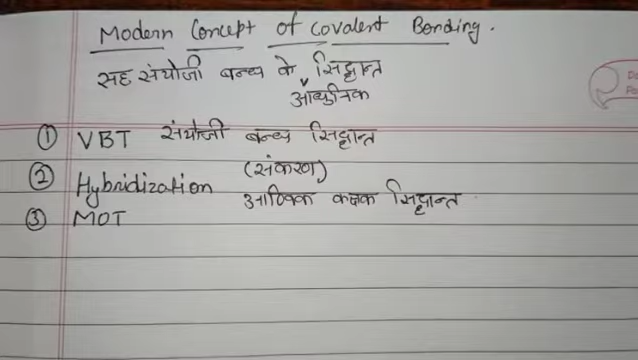 Modern Concept of Covalent Bonding.
सह संयोजी बन्ध के सिद्धान्त
आधुनिक
① VBT संयोजी बन्ध सिद्धान्त
② Hybridization (संकरण)
③ MOT आण्विक कक्षक सिद्धान्त